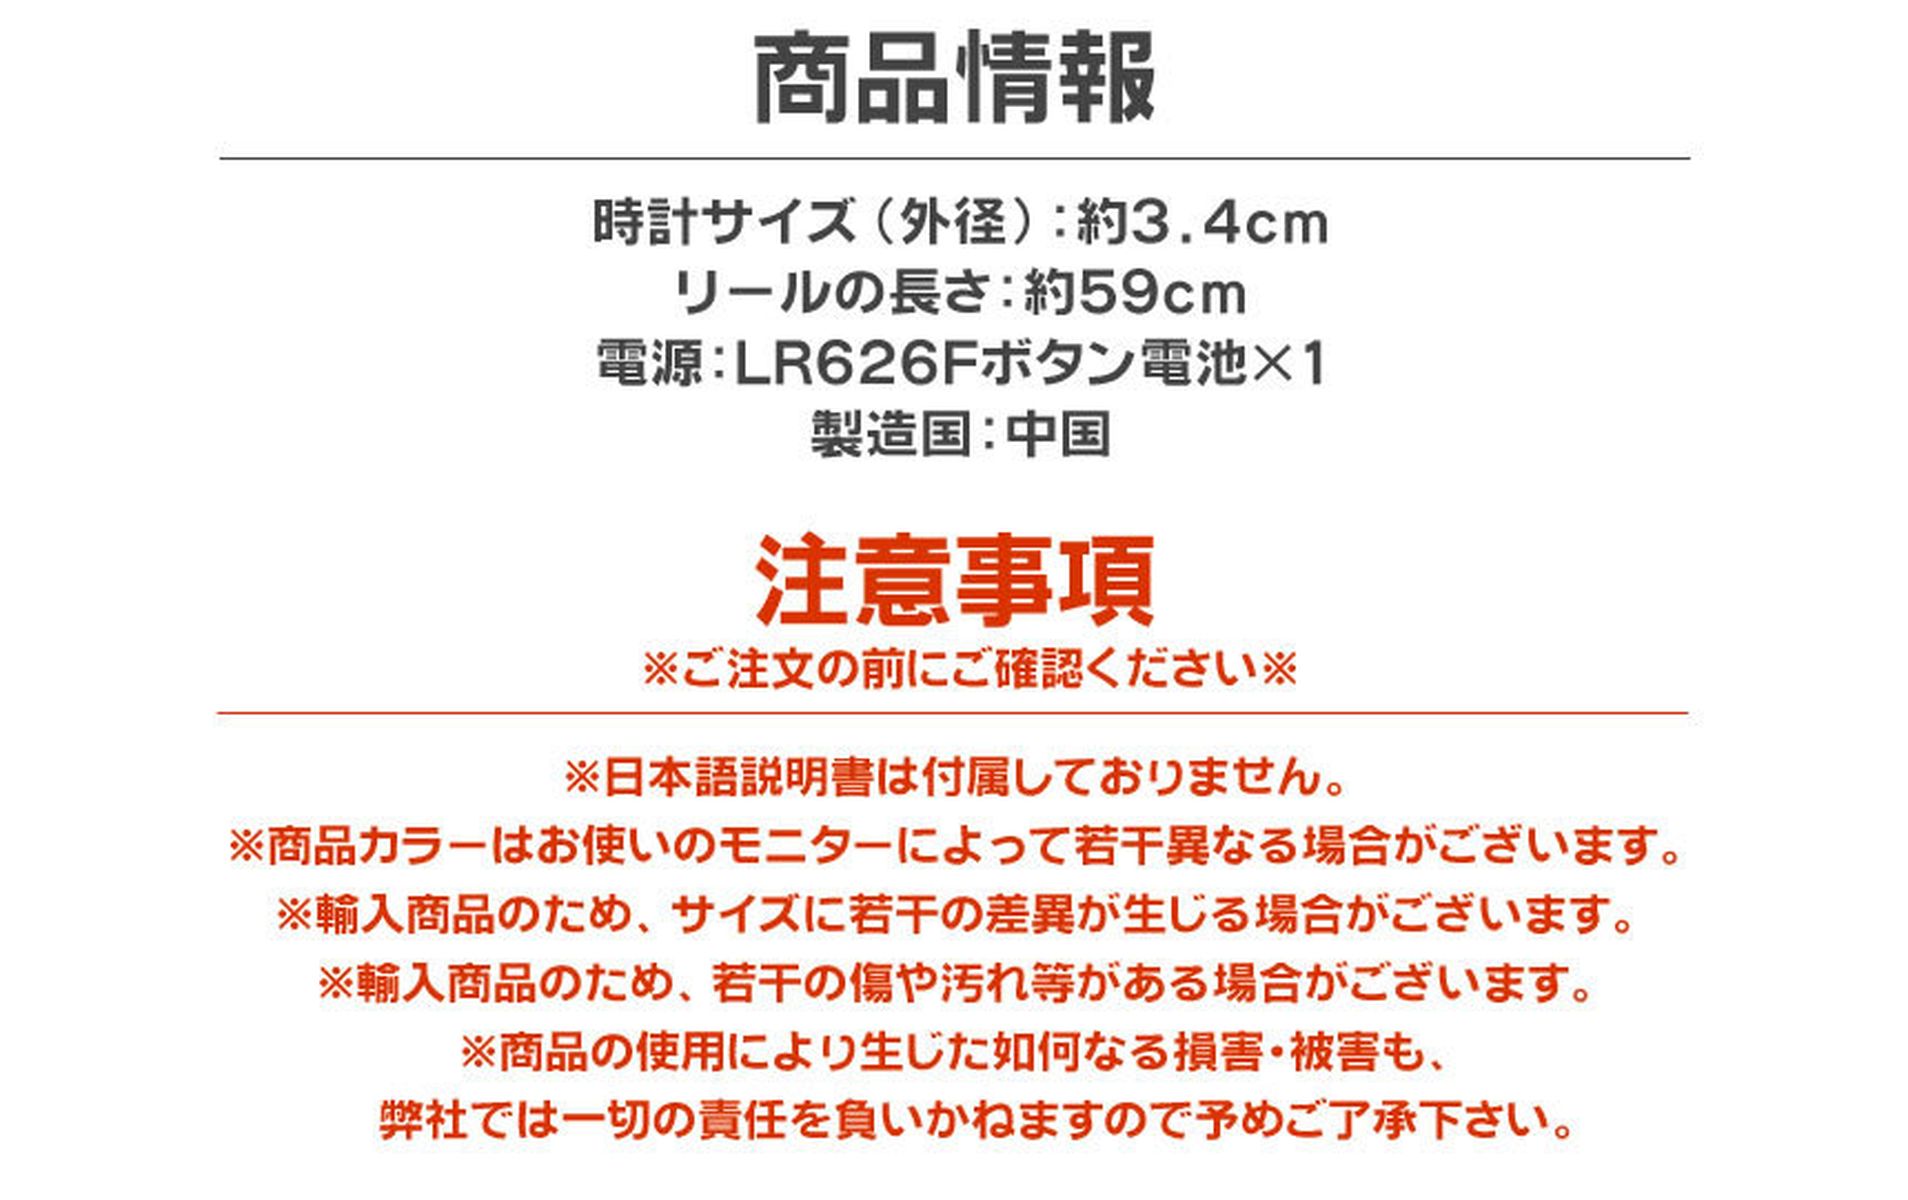 商品情報
時計サイズ（外径）：約3.4cm
リールの長さ：約59cm
電源：LR626Fボタン電池×1
製造国：中国
注意事項
※ご注文の前にご確認ください※
※日本語説明書は付属しておりません。
※商品カラーはお使いのモニターによって若干異なる場合がございます。
※輸入商品のため、サイズに若干の差異が生じる場合がございます。
※輸入商品のため、若干の傷や汚れ等がある場合がございます。
※商品の使用により生じた如何なる損害・被害も、
弊社では一切の責任を負いかねますので予めご了承下さい。